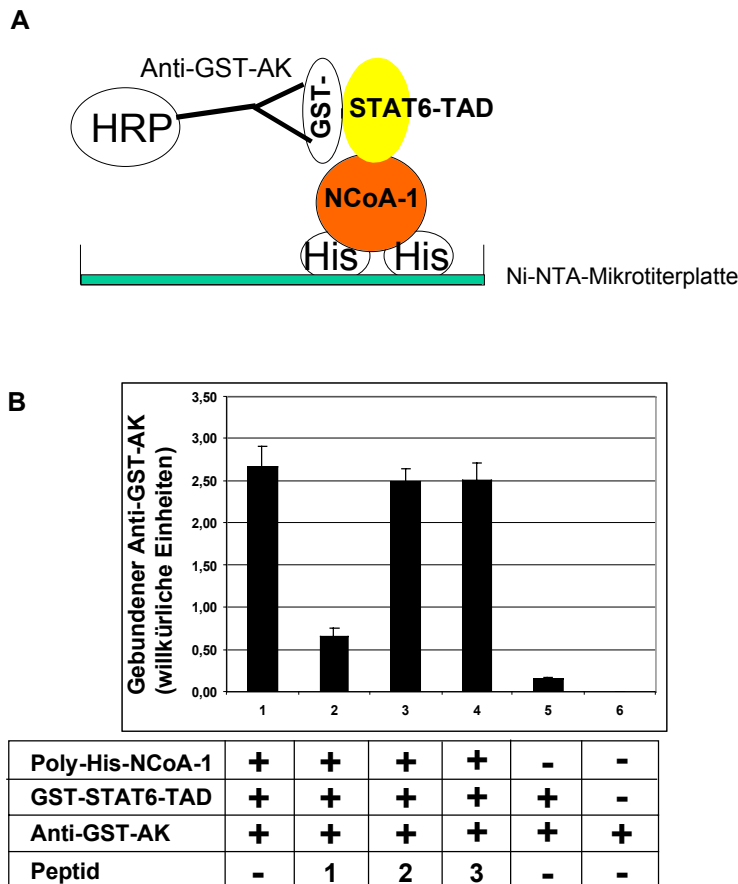 A
Anti-GST-AK
HRP
GST-
STAT6-TAD
NCoA-1
His His
Ni-NTA-Mikrotiterplatte
B
Gebundener Anti-GST-AK
(willkürliche Einheiten)
3,50
3,00
2,50
2,00
1,50
1,00
0,50
0,00
1 2 3 4 5 6
Poly-His-NCoA-1 + + + + - -
GST-STAT6-TAD + + + + + -
Anti-GST-AK + + + + + +
Peptid - 1 2 3 - -